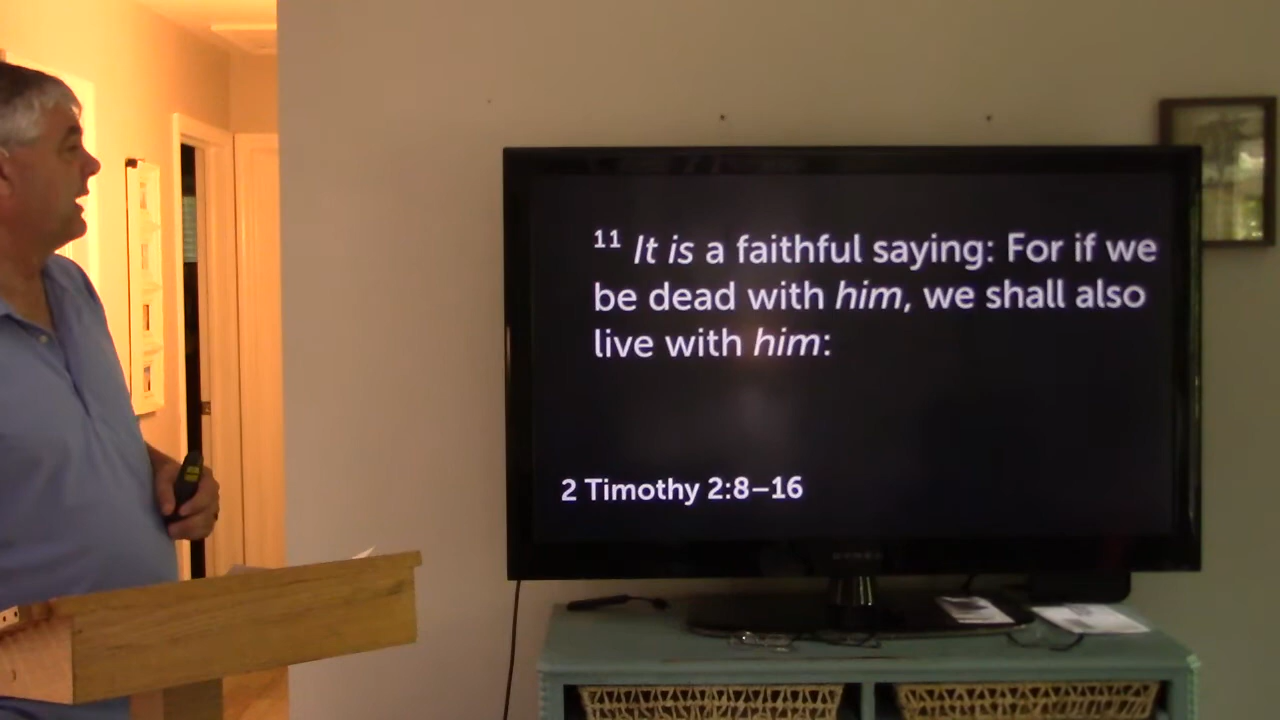 11 It is a faithful saying: For if we
be dead with him, we shall also
live with him:
2 Timothy 2:8–16